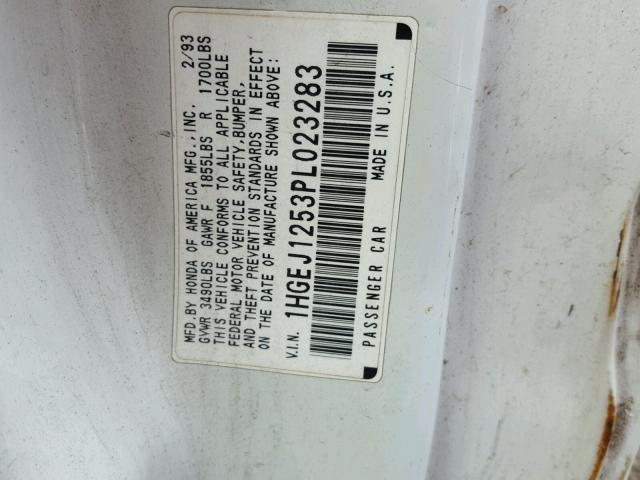 MFD.BY HONDA OF AMERICA MFG.,INC. 2/93
GVWR 3480LBS GAWR F 1855LBS R 1700LBS
THIS VEHICLE CONFORMS TO ALL APPLICABLE
FEDERAL MOTOR VEHICLE SAFETY,BUMPER,
AND THEFT PREVENTION STANDARDS IN EFFECT
ON THE DATE OF MANUFACTURE SHOWN ABOVE:
V.I.N. 1HGEJ1253PL023283
PASSENGER CAR MADE IN U.S.A.